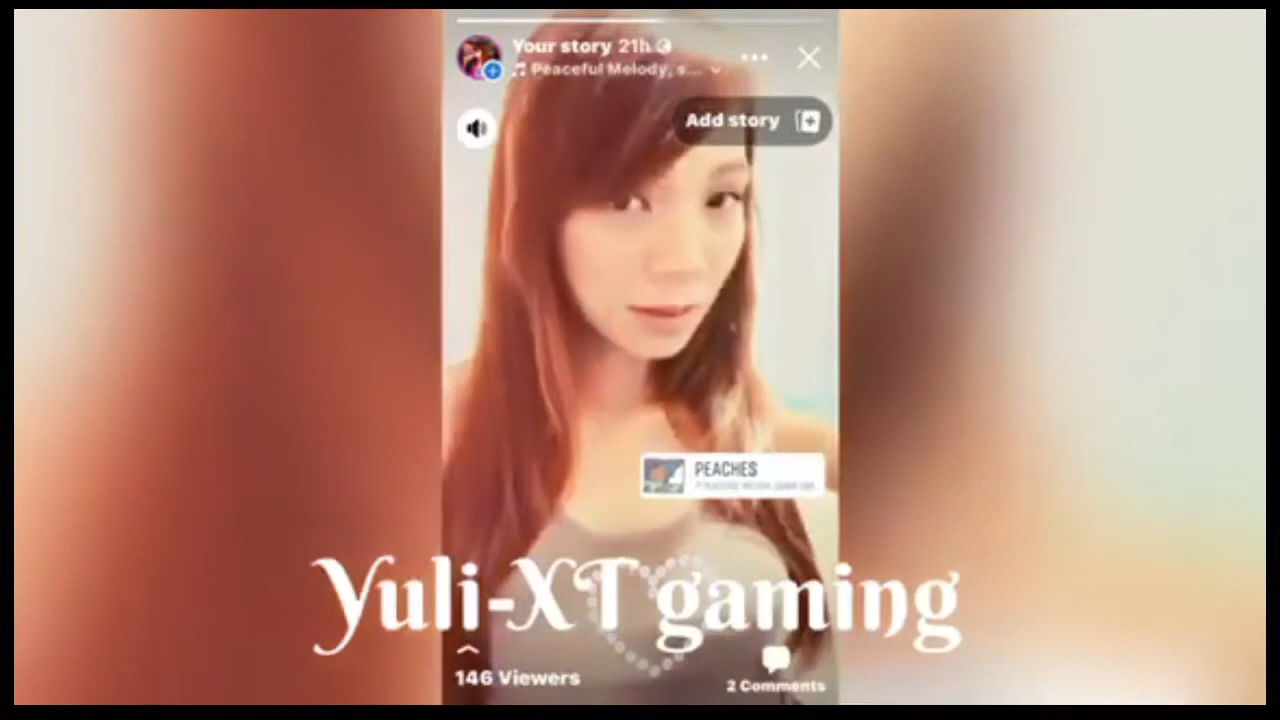 Your story 21h
Peaceful Melody, s...
Add story
PEACHES
Yuli-XT gaming
146 Viewers
2 Comments